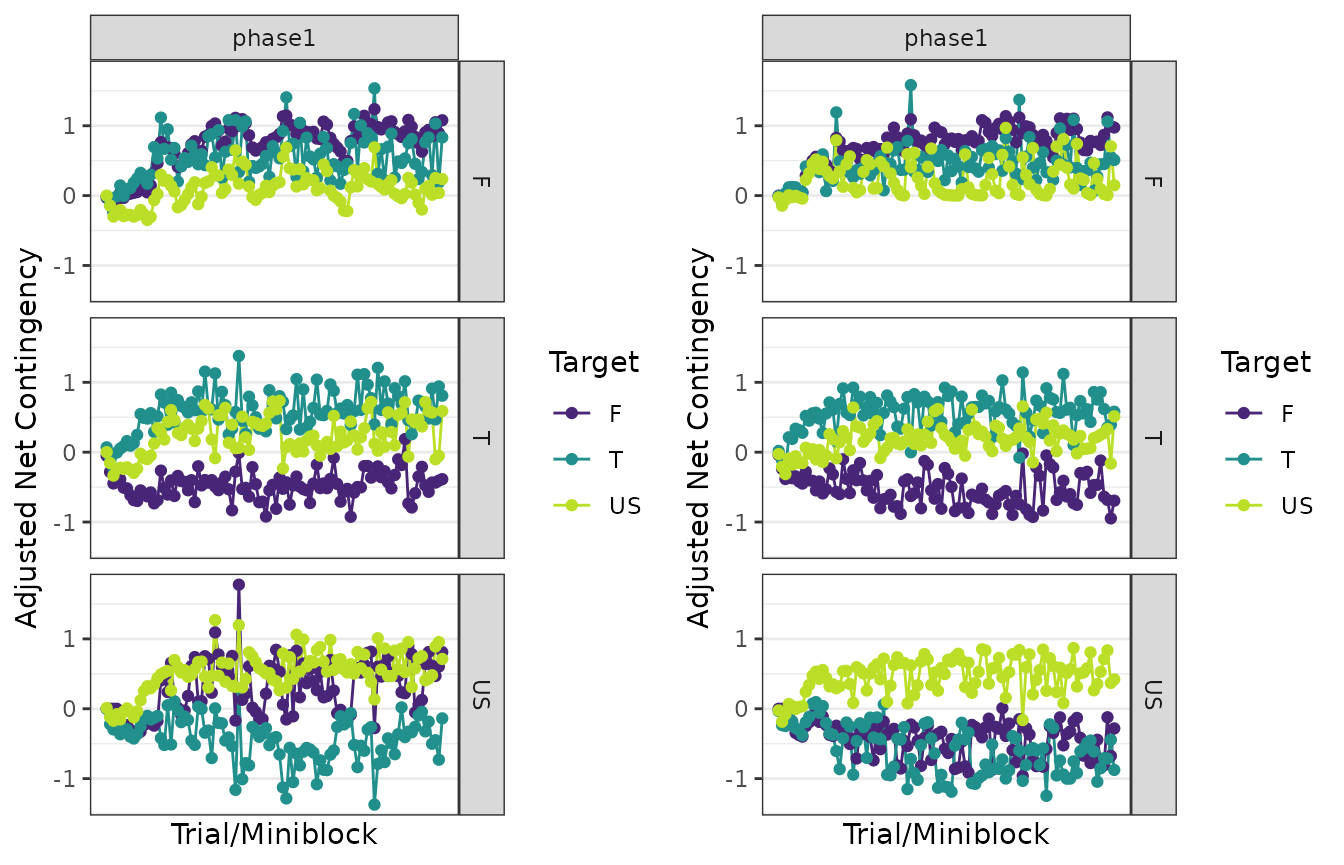 phase1
Adjusted Net Contingency
1
0
-1
F
1
0
-1
T
1
0
-1
US
Trial/Miniblock
Target
F
T
US
phase1
Adjusted Net Contingency
1
0
-1
F
1
0
-1
T
1
0
-1
US
Trial/Miniblock
Target
F
T
US